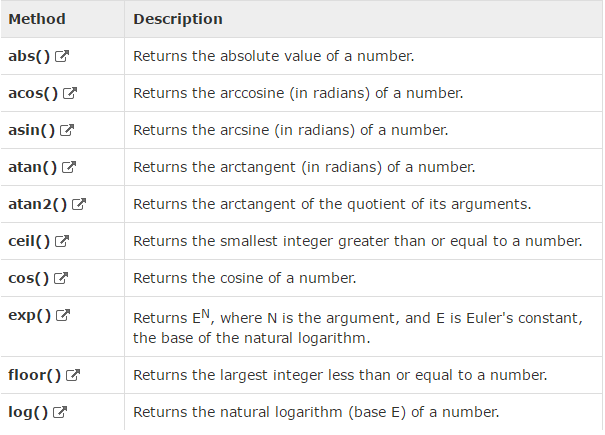 Method Description
abs() Returns the absolute value of a number.
acos() Returns the arccosine (in radians) of a number.
asin() Returns the arcsine (in radians) of a number.
atan() Returns the arctangent (in radians) of a number.
atan2() Returns the arctangent of the quotient of its arguments.
ceil() Returns the smallest integer greater than or equal to a number.
cos() Returns the cosine of a number.
exp() Returns Eᴺ, where N is the argument, and E is Euler's constant,
the base of the natural logarithm.
floor() Returns the largest integer less than or equal to a number.
log() Returns the natural logarithm (base E) of a number.